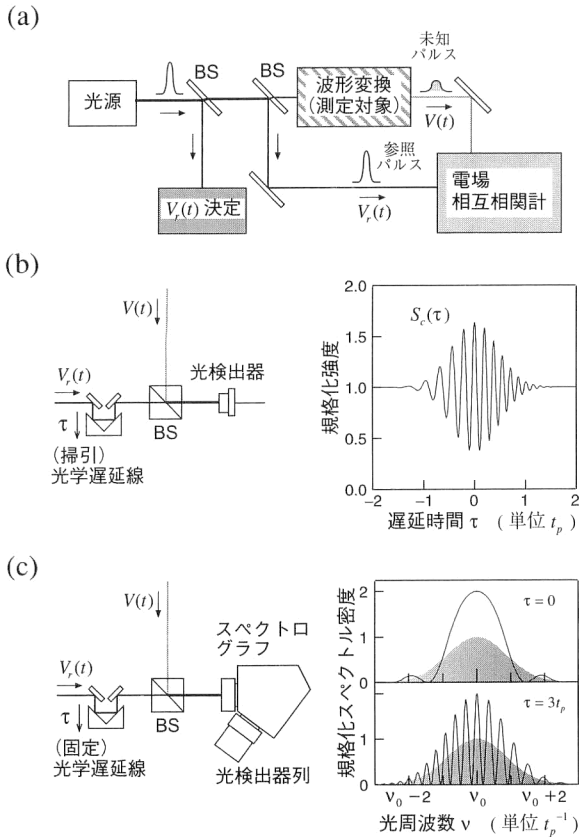 (a)
光源
BS
BS
波形変換
(測定対象)
未知
パルス
V(t)
参照
パルス
V_r(t)
V_r(t) 決定
電場
相互相関計
(b)
V(t)
V_r(t)
光検出器
τ
BS
(掃引)
光学遅延線
規格化強度
2.0
1.5
1.0
0.5
0.0
S_c(τ)
-2
-1
0
1
2
遅延時間 τ (単位 t_p)
(c)
V(t)
V_r(t)
スペクトロ
グラフ
τ
BS
(固定)
光学遅延線
光検出器列
規格化スペクトル密度
2
1
0
τ = 0
2
1
0
τ = 3t_p
ν₀ -2
ν₀
ν₀ +2
光周波数 ν (単位 t_p⁻¹)